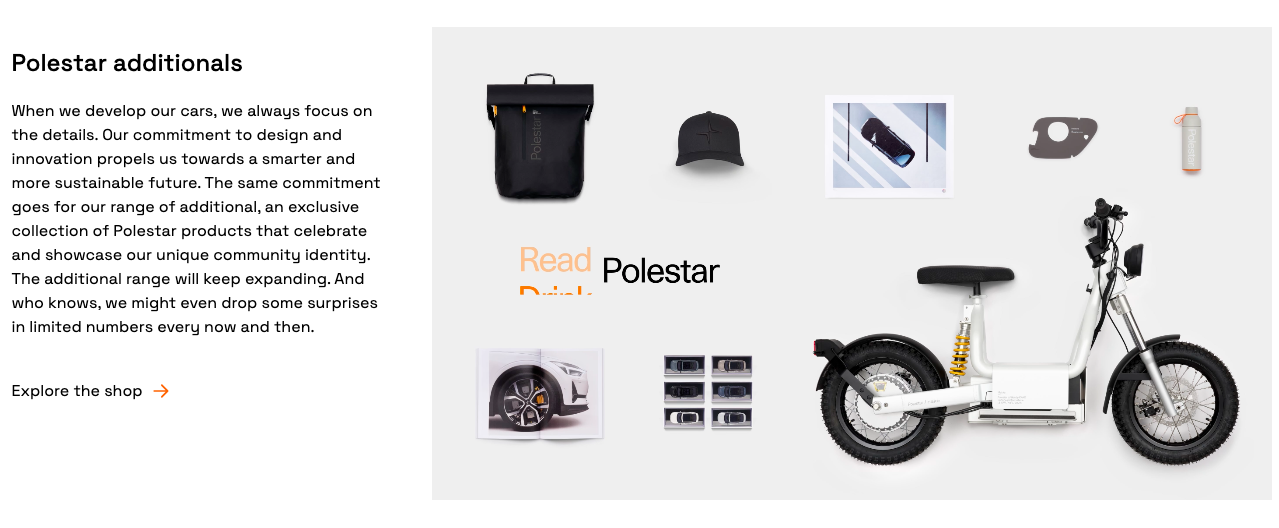 Polestar additionals
When we develop our cars, we always focus on
the details. Our commitment to design and
innovation propels us towards a smarter and
more sustainable future. The same commitment
goes for our range of additional, an exclusive
collection of Polestar products that celebrate
and showcase our unique community identity.
The additional range will keep expanding. And
who knows, we might even drop some surprises
in limited numbers every now and then.
Explore the shop →
Polestar
Polestar
Read
Drink
Polestar